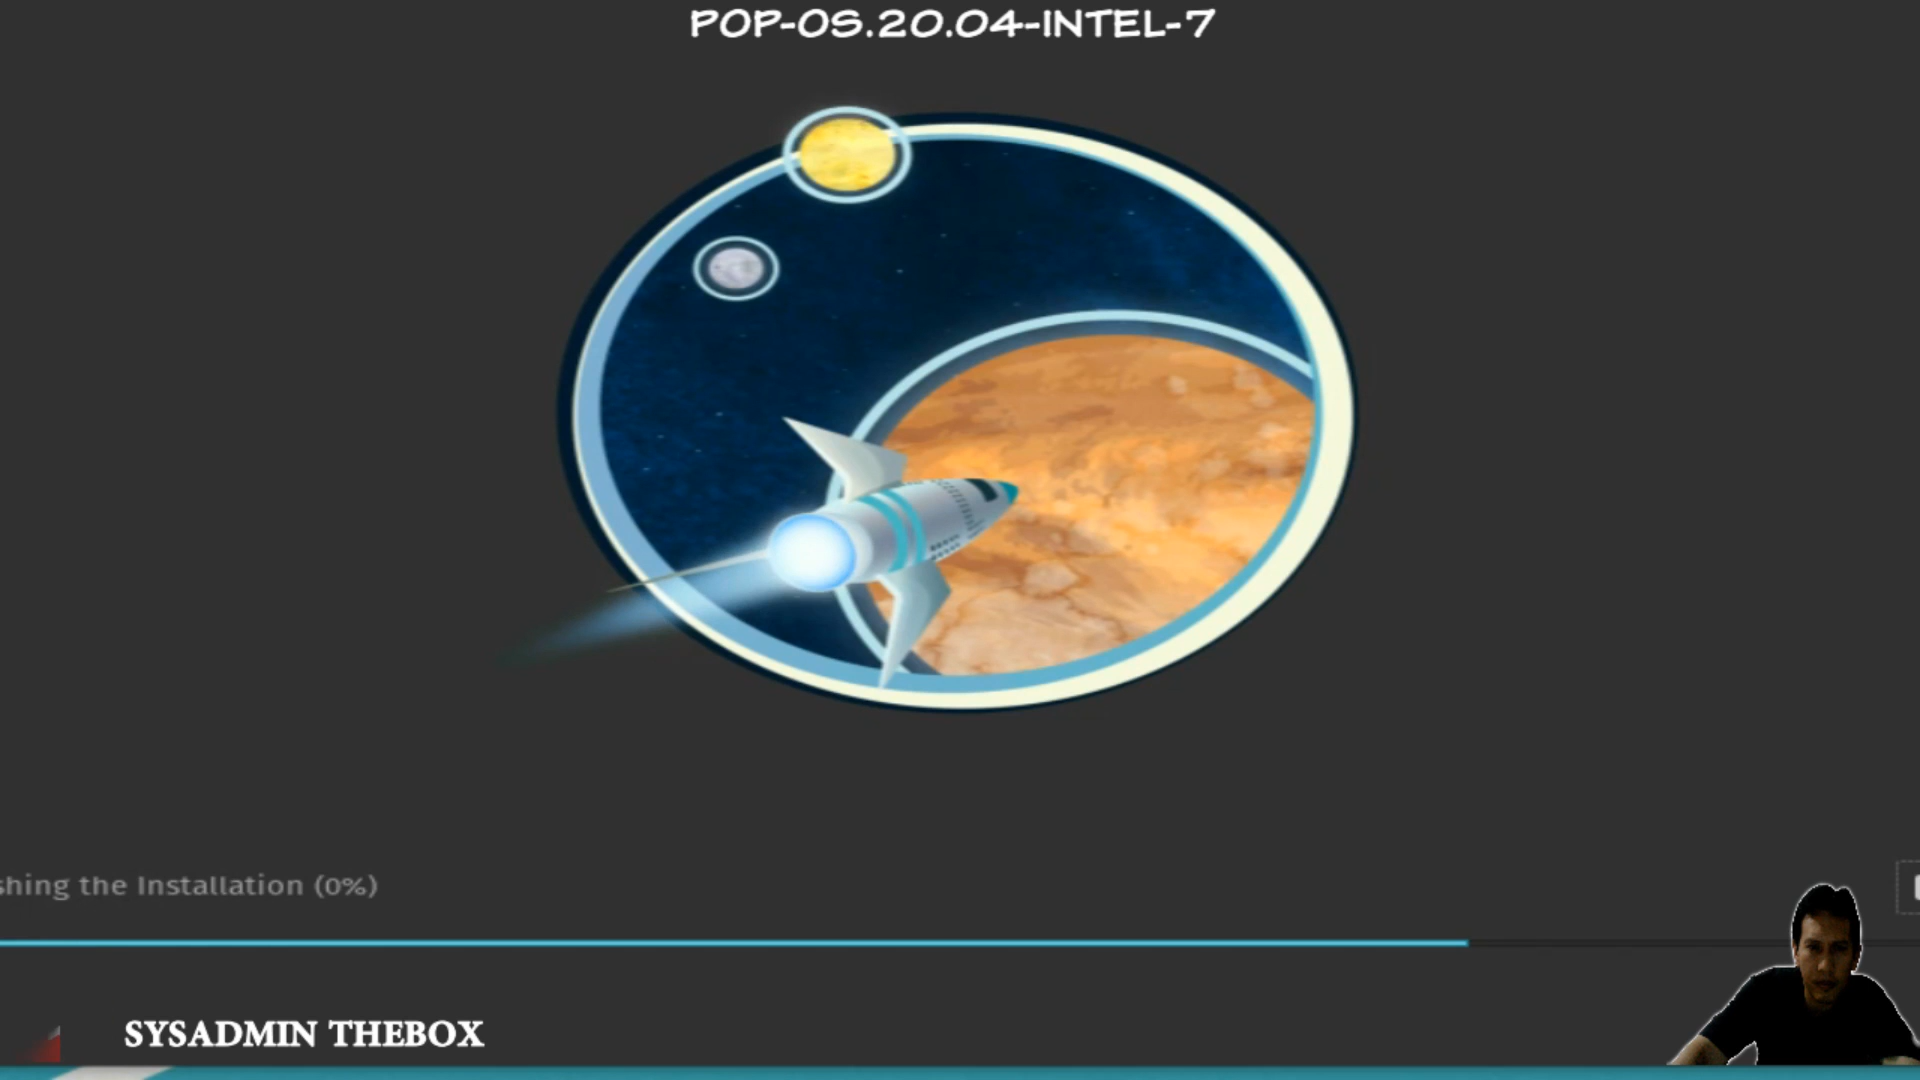 POP-OS.20.04-INTEL-7
shing the Installation (0%)
SYSADMIN THEBOX